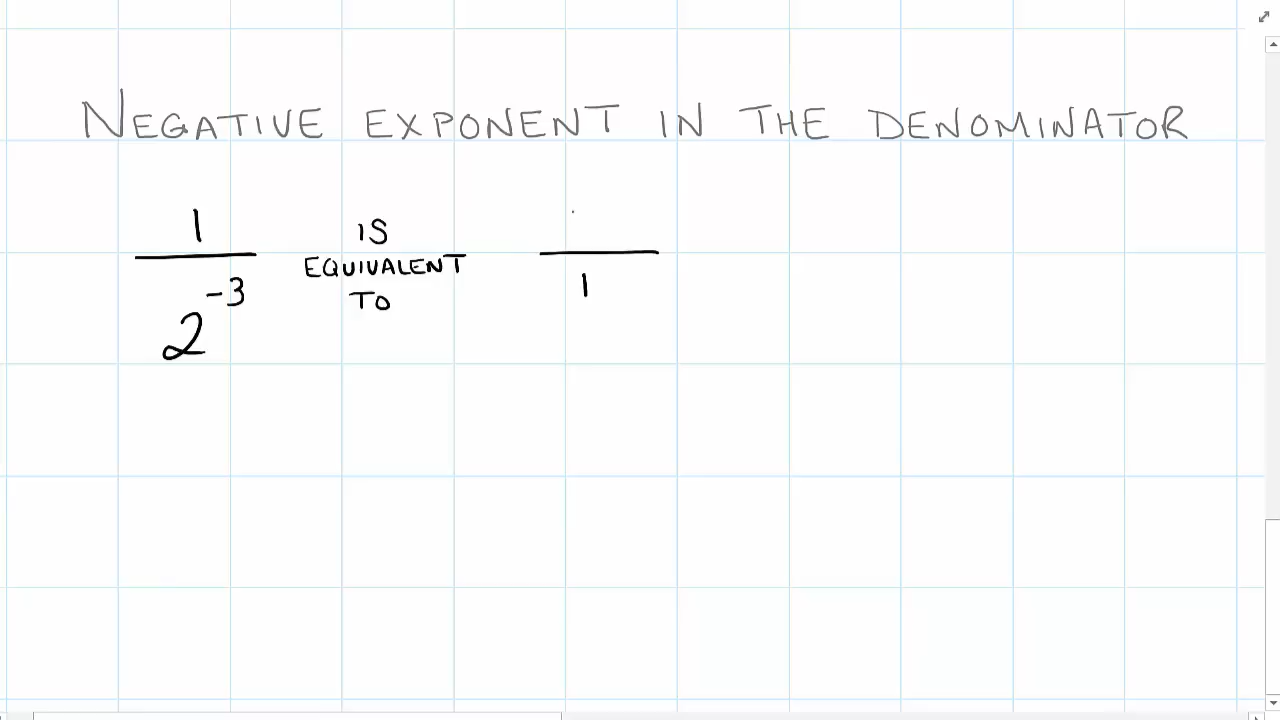 NEGATIVE EXPONENT IN THE DENOMINATOR
1
2^-3
IS
EQUIVALENT
TO
1